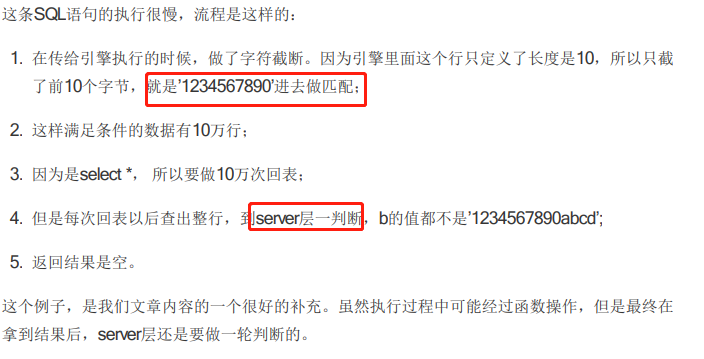 这条SQL语句的执行很慢，流程是这样的：
1. 在传给引擎执行的时候，做了字符截断。因为引擎里面这个行只定义了长度是10，所以只截
了前10个字节，就是’1234567890’进去做匹配；
2. 这样满足条件的数据有10万行；
3. 因为是select *， 所以要做10万次回表；
4. 但是每次回表以后查出整行，到server层一判断，b的值都不是’1234567890abcd’;
5. 返回结果是空。
这个例子，是我们文章内容的一个很好的补充。虽然执行过程中可能经过函数操作，但是最终在
拿到结果后，server层还是要做一轮判断的。